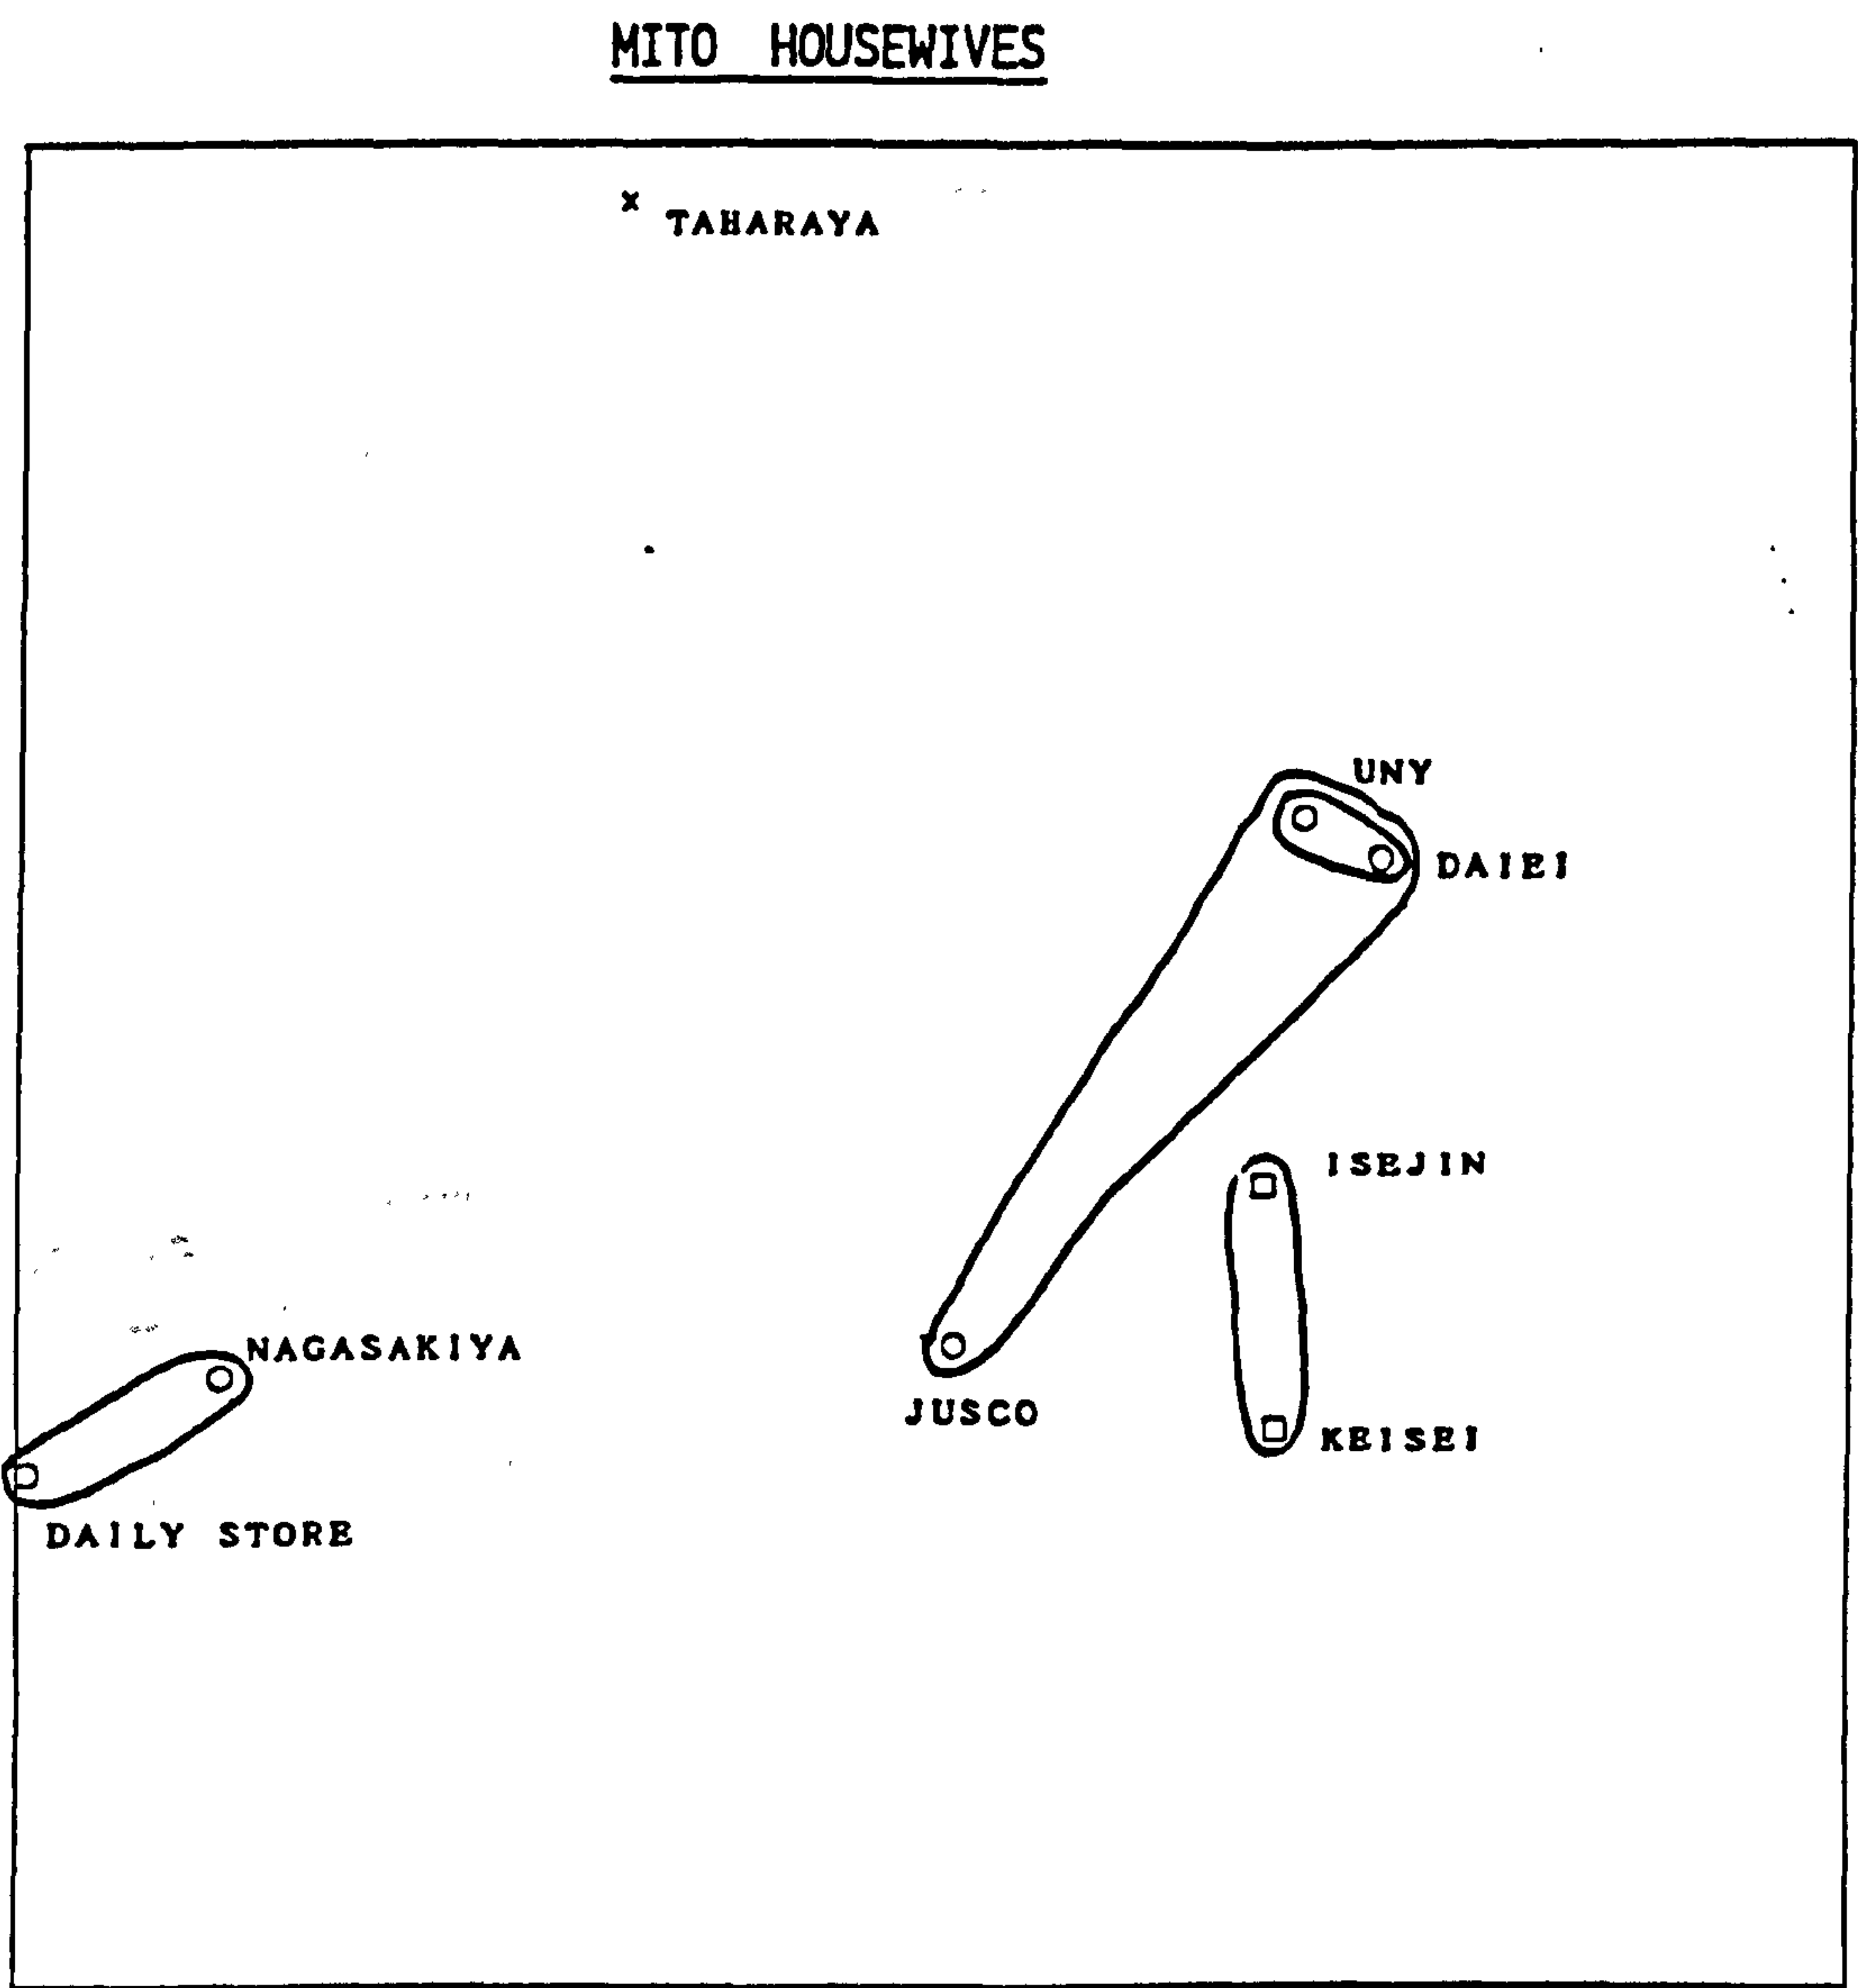 MITO HOUSEWIVES
TAHARAYA
UNY
DAIEI
ISEJIN
NAGASAKIYA
JUSCO
KEISEI
DAILY STORE